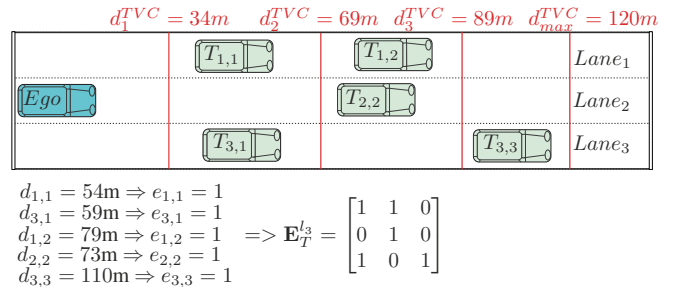 d_1^{TVC} = 34m d_2^{TVC} = 69m d_3^{TVC} = 89m d_{max}^{TVC} = 120m
T_{1,1} T_{1,2} Lane_1
Ego T_{2,2} Lane_2
T_{3,1} T_{3,3} Lane_3
d_{1,1} = 54m ⇒ e_{1,1} = 1
d_{3,1} = 59m ⇒ e_{3,1} = 1
d_{1,2} = 79m ⇒ e_{1,2} = 1 => E_T^{l_3} = [1 1 0; 0 1 0; 1 0 1]
d_{2,2} = 73m ⇒ e_{2,2} = 1
d_{3,3} = 110m ⇒ e_{3,3} = 1